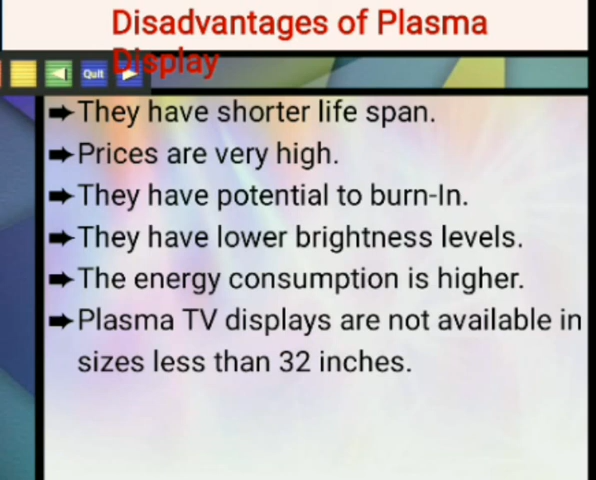 Disadvantages of Plasma
Display
Quit
➡They have shorter life span.
➡Prices are very high.
➡They have potential to burn-In.
➡They have lower brightness levels.
➡The energy consumption is higher.
➡Plasma TV displays are not available in
sizes less than 32 inches.